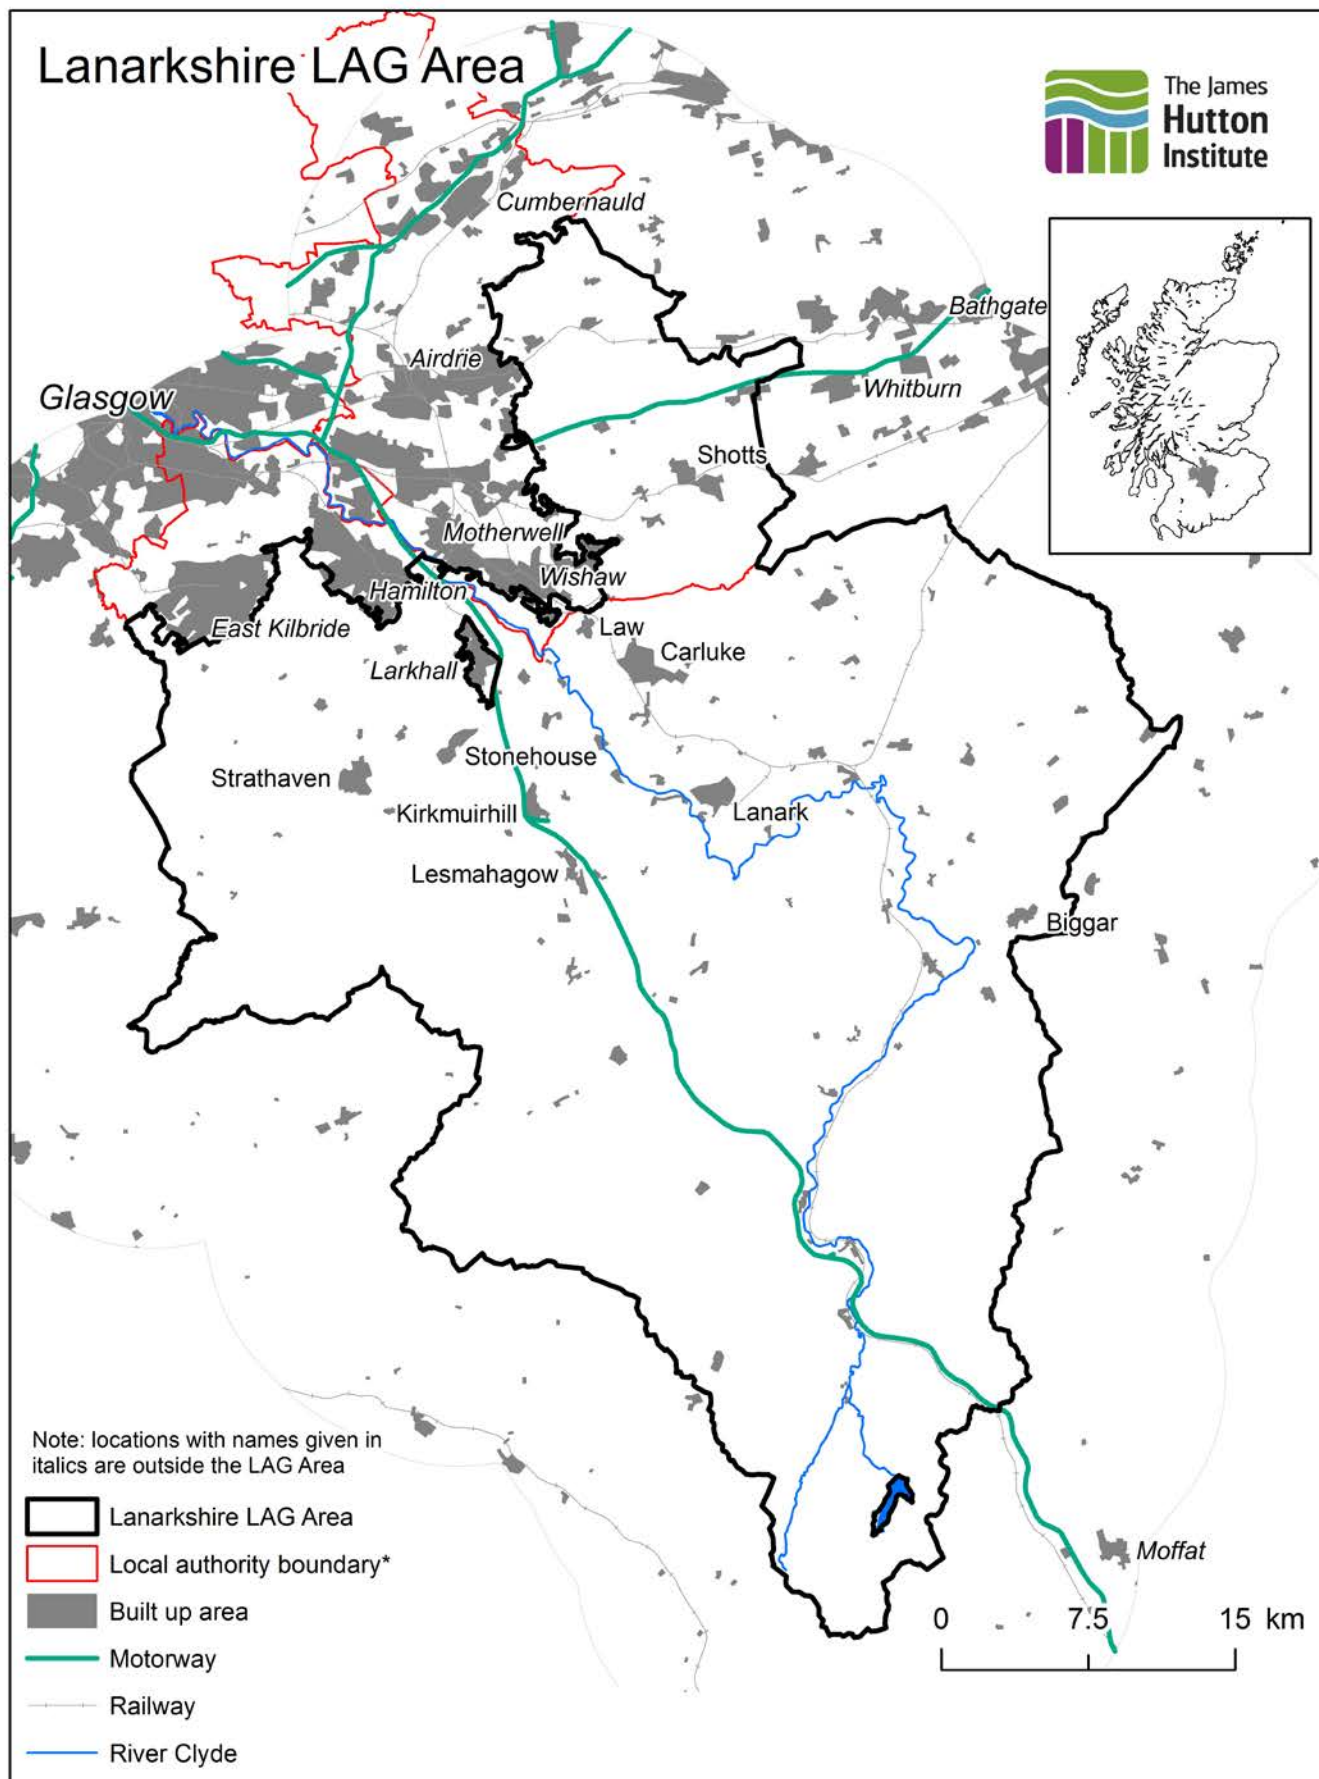 Lanarkshire LAG Area
The James
Hutton
Institute
Cumbernauld
Bathgate
Airdrie
Whitburn
Glasgow
Shotts
Motherwell
Wishaw
Hamilton
East Kilbride
Law
Carluke
Larkhall
Stonehouse
Strathaven
Kirkmuirhill
Lanark
Lesmahagow
Biggar
Moffat
Note: locations with names given in
italics are outside the LAG Area
Lanarkshire LAG Area
Local authority boundary*
Built up area
Motorway
Railway
River Clyde
0 7.5 15 km